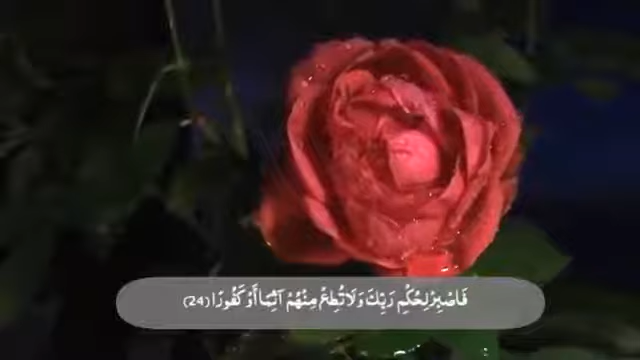 فَاصْبِرْ لِحُكْمِ رَبِّكَ وَلَا تُطِعْ مِنْهُمْ آثِمًا أَوْ كَفُورًا (24)